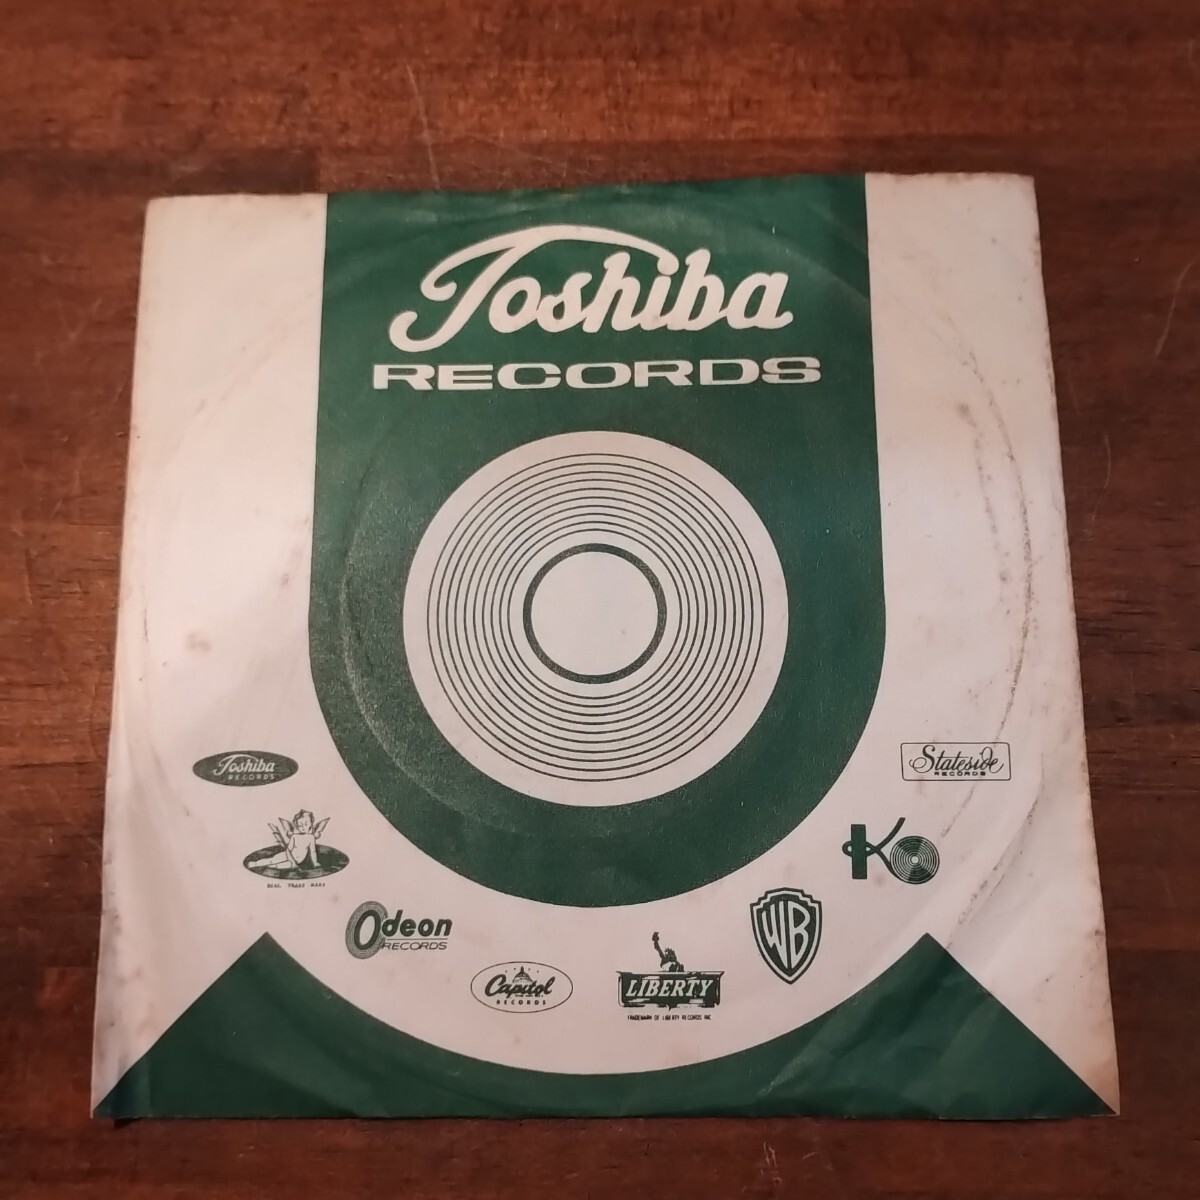 Toshiba
RECORDS
Toshiba
RECORDS
Stateside
RECORDS
REG. TRADE MARK
KO
Odeon
RECORDS
WB
Capitol
RECORDS
LIBERTY
TRADEMARK OF LIBERTY RECORDS INC